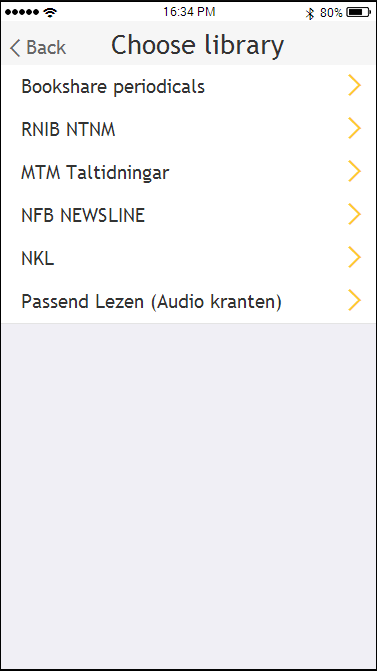 16:34 PM 80%
Back Choose library
Bookshare periodicals
RNIB NTNM
MTM Taltidningar
NFB NEWSLINE
NKL
Passend Lezen (Audio kranten)